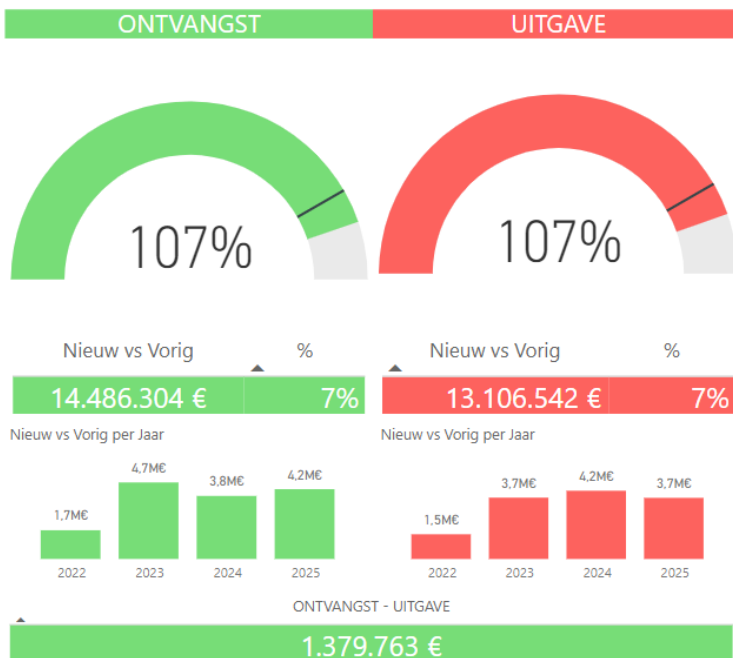 ONTVANGST
UITGAVE
107%
107%
Nieuw vs Vorig %
Nieuw vs Vorig %
14.486.304 € 7%
13.106.542 € 7%
Nieuw vs Vorig per Jaar
Nieuw vs Vorig per Jaar
1,7M€ 4,7M€ 3,8M€ 4,2M€
2022 2023 2024 2025
1,5M€ 3,7M€ 4,2M€ 3,7M€
2022 2023 2024 2025
ONTVANGST - UITGAVE
1.379.763 €